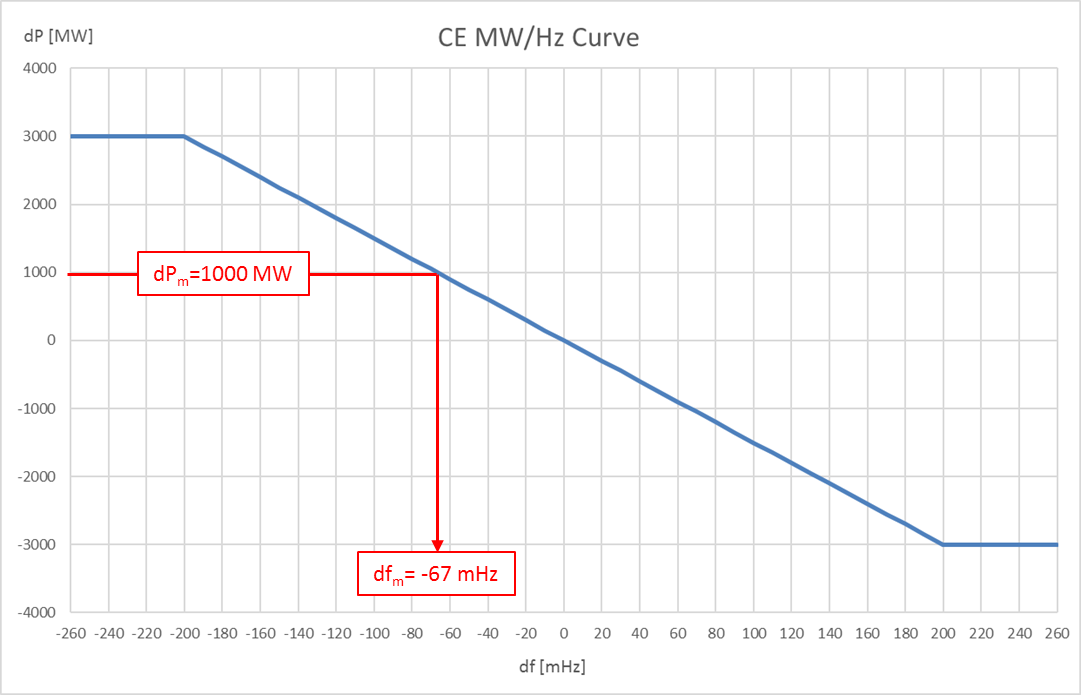 dP [MW]
CE MW/Hz Curve
4000
3000
2000
1000
dPm=1000 MW
0
-1000
-2000
-3000
dfm= -67 mHz
-4000
-260 -240 -220 -200 -180 -160 -140 -120 -100 -80 -60 -40 -20 0 20 40 60 80 100 120 140 160 180 200 220 240 260
df [mHz]